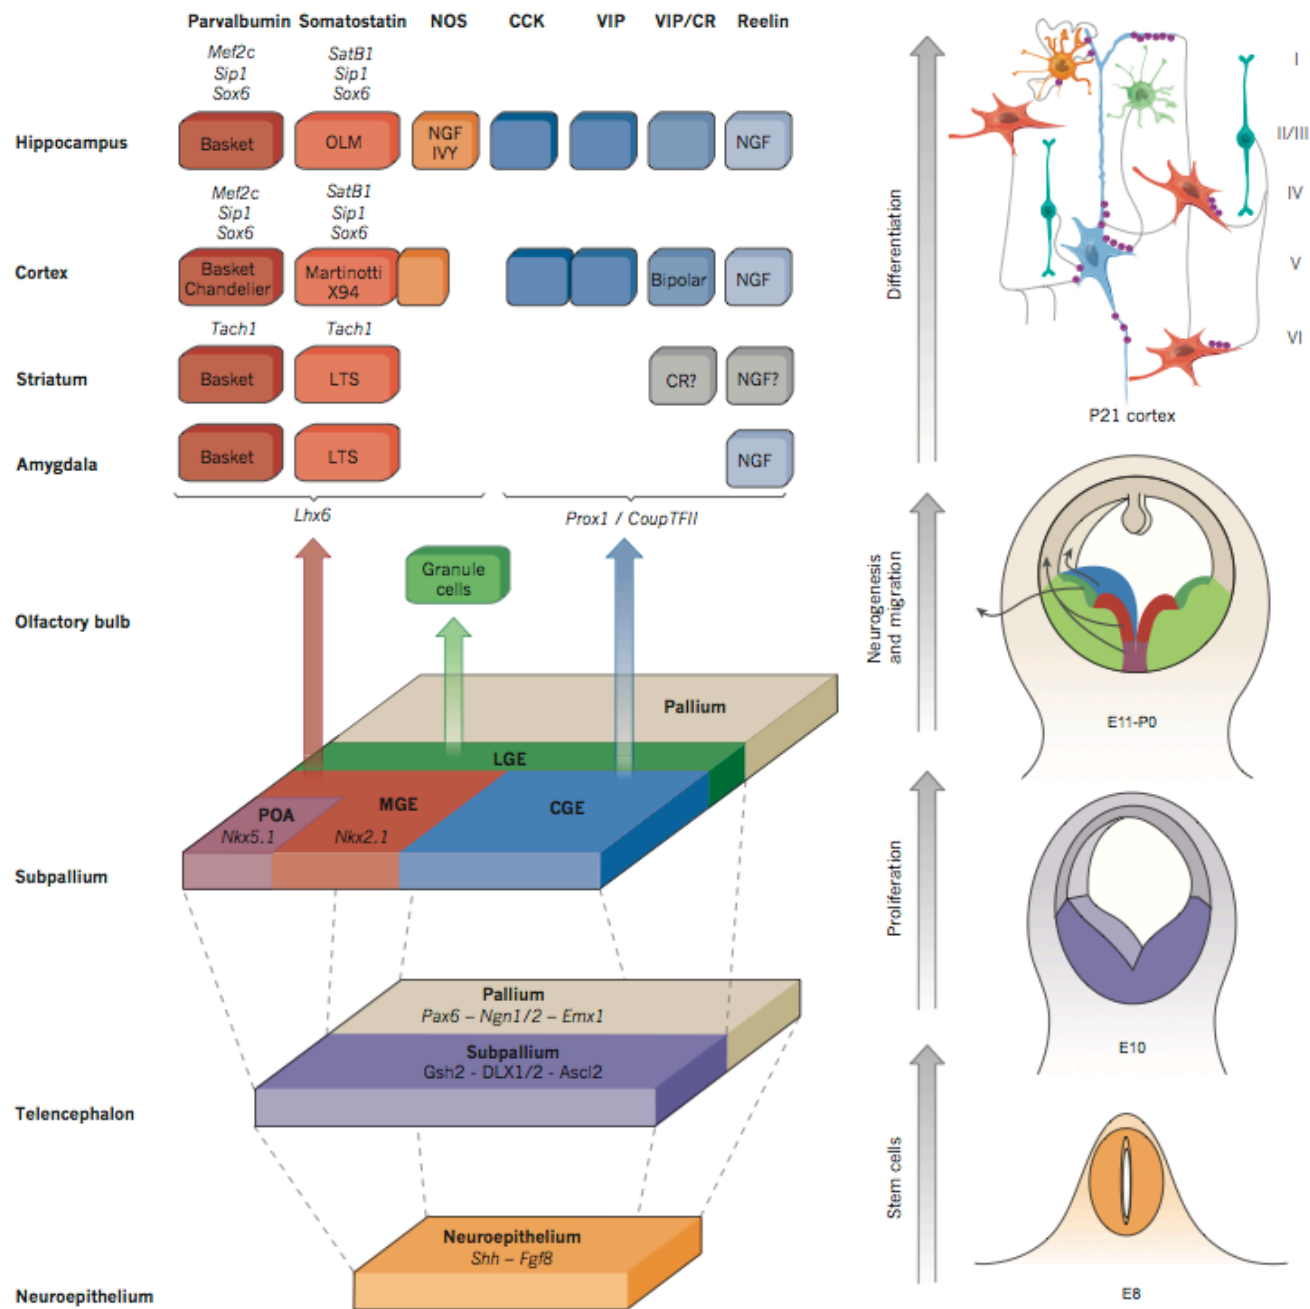 Parvalbumin Somatostatin NOS CCK VIP VIP/CR Reelin
Mef2c SatB1
Sip1 Sip1
Sox6 Sox6
Hippocampus Basket OLM NGF NGF
IVY
Mef2c SatB1
Sip1 Sip1
Sox6 Sox6
Cortex Basket Martinotti Bipolar NGF
Chandelier X94
Tach1 Tach1
Striatum Basket LTS CR? NGF?
Amygdala Basket LTS NGF
Lhx6 Prox1 / CoupTFII
Granule
cells
Olfactory bulb
Pallium
LGE
MGE
POA CGE
Nkx5.1 Nkx2.1
Subpallium
Pallium
Pax6 – Ngn1/2 – Emx1
Subpallium
Gsh2 - DLX1/2 - Ascl2
Telencephalon
Neuroepithelium
Shh – Fgf8
Neuroepithelium
Differentiation
I
II/III
IV
V
VI
P21 cortex
Neurogenesis
and migration
E11-P0
Proliferation
E10
Stem cells
E8